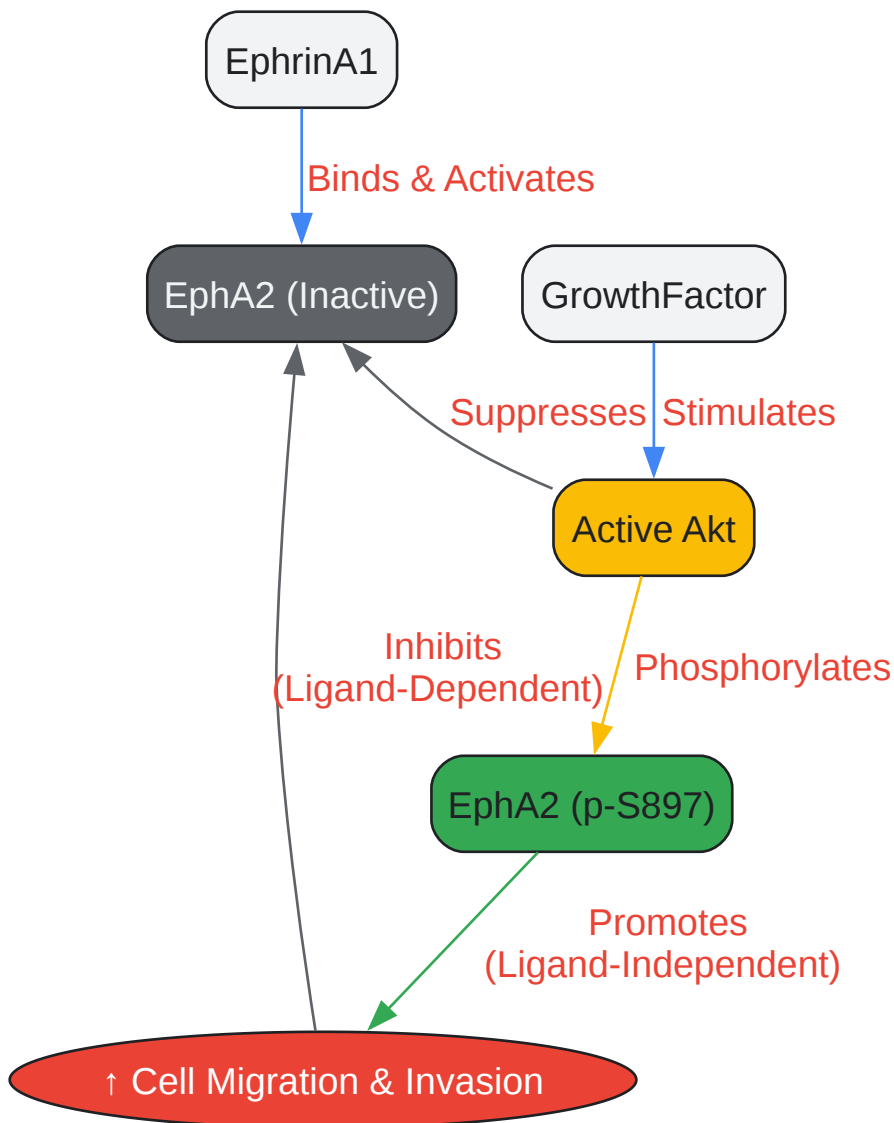 EphrinA1
Binds & Activates
EphA2 (Inactive)
GrowthFactor
Suppresses
Stimulates
Active Akt
Inhibits
(Ligand-Dependent)
Phosphorylates
EphA2 (p-S897)
Promotes
(Ligand-Independent)
↑ Cell Migration & Invasion